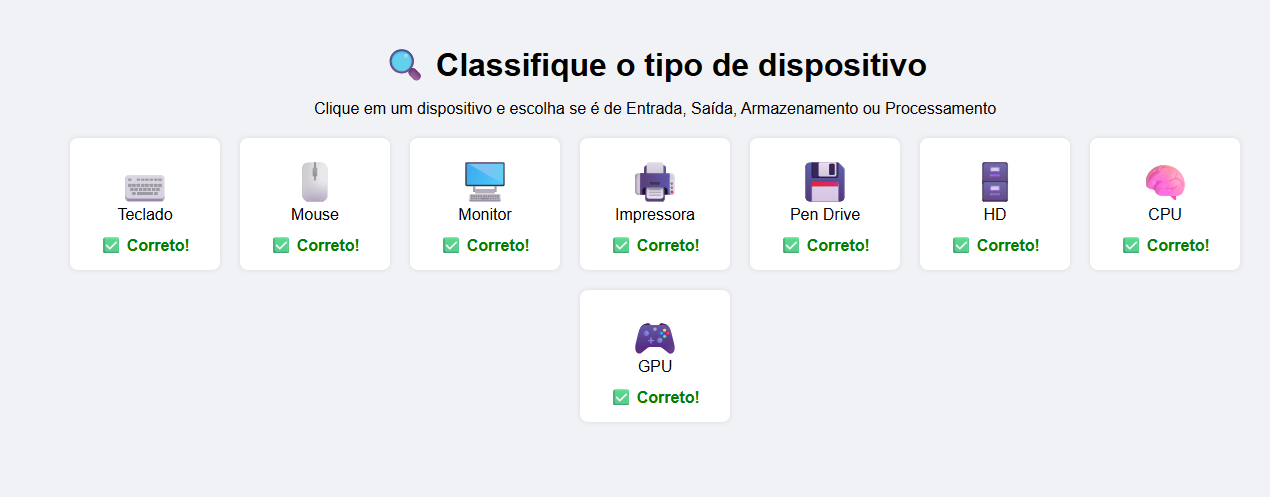 Classifique o tipo de dispositivo
Clique em um dispositivo e escolha se é de Entrada, Saída, Armazenamento ou Processamento
Teclado
Correto!
Mouse
Correto!
Monitor
Correto!
Impressora
Correto!
Pen Drive
Correto!
HD
Correto!
CPU
Correto!
GPU
Correto!